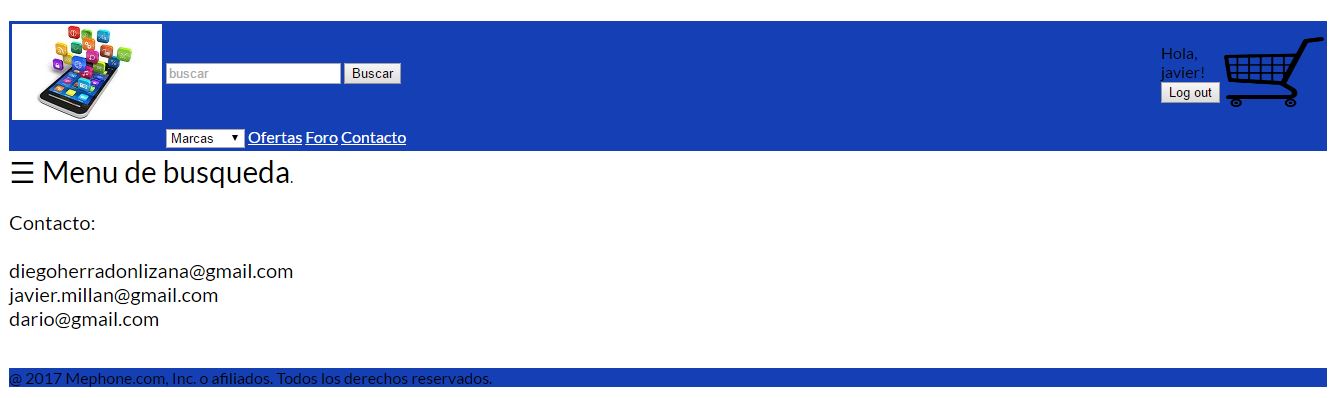 buscar Buscar
Hola,
javier!
Log out
Marcas Ofertas Foro Contacto
☰ Menu de busqueda.
Contacto:
diegoherradonlizana@gmail.com
javier.millan@gmail.com
dario@gmail.com
@ 2017 Mephone.com, Inc. o afiliados. Todos los derechos reservados.